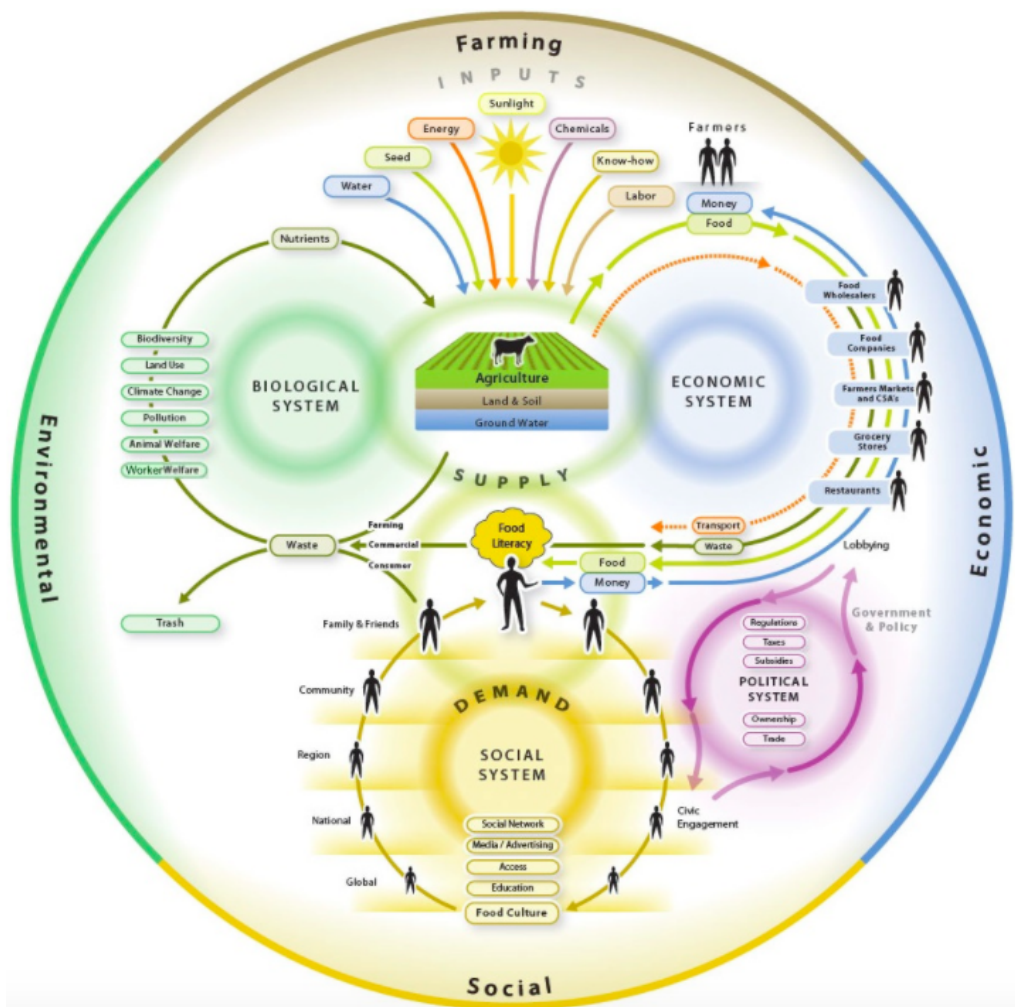 Farming
INPUTS
Sunlight
Energy
Chemicals
Farmers
Seed
Know-how
Water
Labor
Money
Food
Nutrients
Food
Wholesalers
Biodiversity
Land Use
Climate Change
Pollution
Animal Welfare
Worker Welfare
BIOLOGICAL
SYSTEM
Agriculture
Land & Soil
Ground Water
ECONOMIC
SYSTEM
Food
Companies
Farmers Markets
and CSA's
Grocery
Stores
Restaurants
Environmental
Economic
SUPPLY
Farming
Commercial
Consumer
Waste
Trash
Food
Literacy
Transport
Waste
Food
Money
Lobbying
Government
& Policy
Regulations
Taxes
Subsidies
POLITICAL
SYSTEM
Ownership
Trade
Civic
Engagement
Family & Friends
Community
Region
National
Global
DEMAND
SOCIAL
SYSTEM
Social Network
Media / Advertising
Access
Education
Food Culture
Social